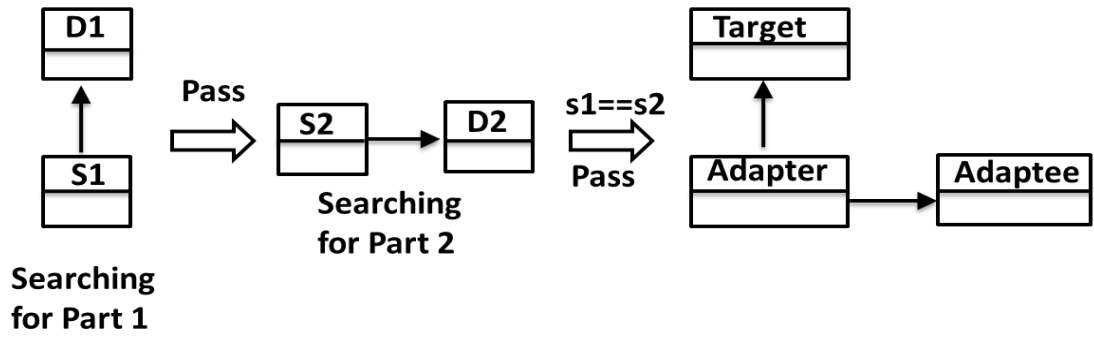 D1
S1
Searching
for Part 1
Pass
S2
D2
Searching
for Part 2
s1==s2
Pass
Target
Adapter
Adaptee